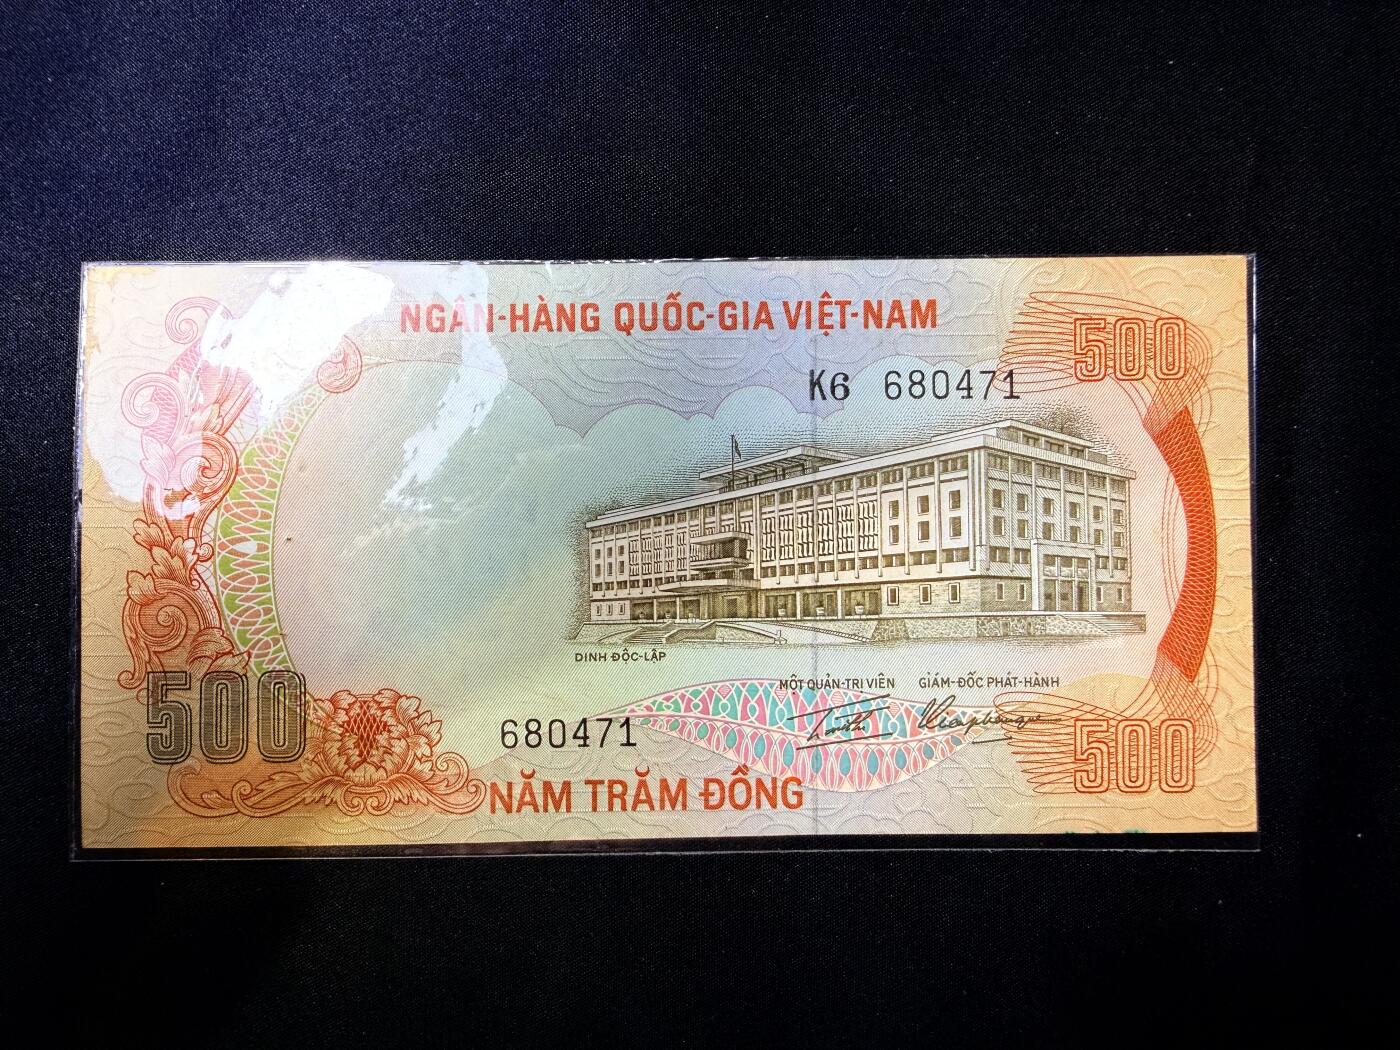 NGÂN-HÀNG QUỐC-GIA VIỆT-NAM
500
K6 680471
DINH ĐỘC-LẬP
MỘT QUẢN-TRỊ VIÊN GIÁM-ĐỐC PHÁT-HÀNH
500
680471
500
NĂM TRĂM ĐỒNG